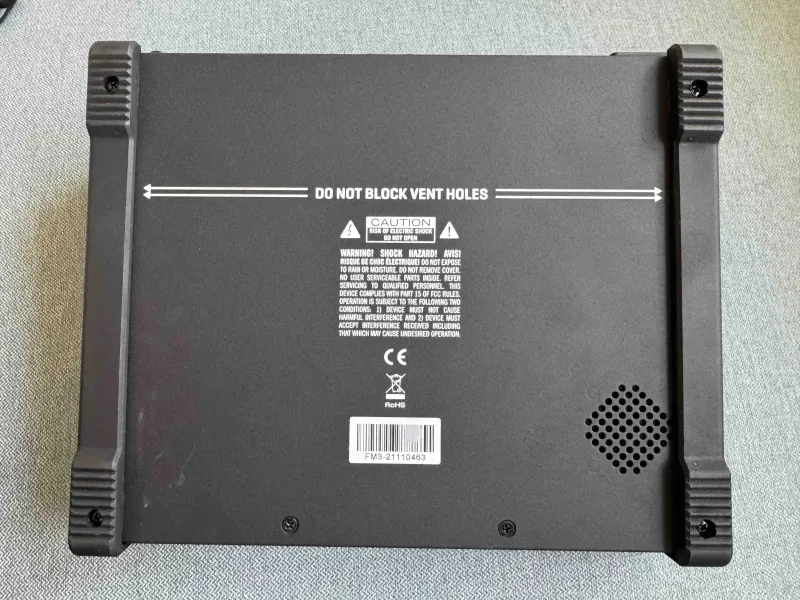 DO NOT BLOCK VENT HOLES
CAUTION
RISK OF ELECTRIC SHOCK
DO NOT OPEN
WARNING! SHOCK HAZARD! AVIS!
RISQUE DE CHOC ÉLECTRIQUE! DO NOT EXPOSE
TO RAIN OR MOISTURE. DO NOT REMOVE COVER.
NO USER SERVICEABLE PARTS INSIDE. REFER
SERVICING TO QUALIFIED PERSONNEL. THIS
DEVICE COMPLIES WITH PART 15 OF FCC RULES.
OPERATION IS SUBJECT TO THE FOLLOWING TWO
CONDITIONS: 1) DEVICE MUST NOT CAUSE
HARMFUL INTERFERENCE AND 2) DEVICE MUST
ACCEPT INTERFERENCE RECEIVED INCLUDING
THAT WHICH MAY CAUSE UNDESIRED OPERATION.
CE
RoHS
FM3-21110463